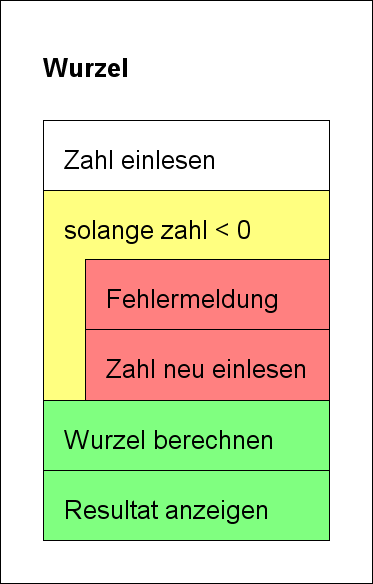 Wurzel
Zahl einlesen
solange zahl < 0
Fehlermeldung
Zahl neu einlesen
Wurzel berechnen
Resultat anzeigen